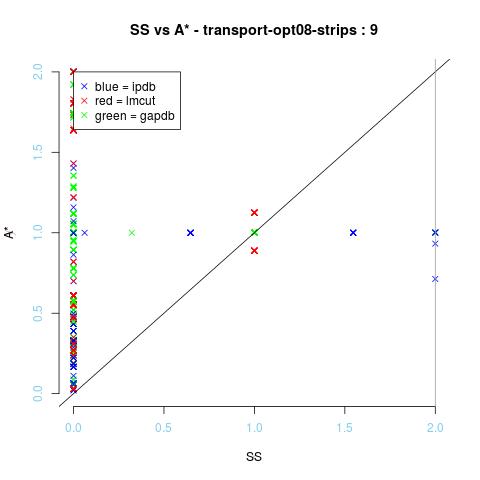 SS vs A* - transport-opt08-strips : 9
blue = ipdb
red = lmcut
green = gapdb
A*
2.0
1.5
1.0
0.5
0.0
0.0 0.5 1.0 1.5 2.0
SS